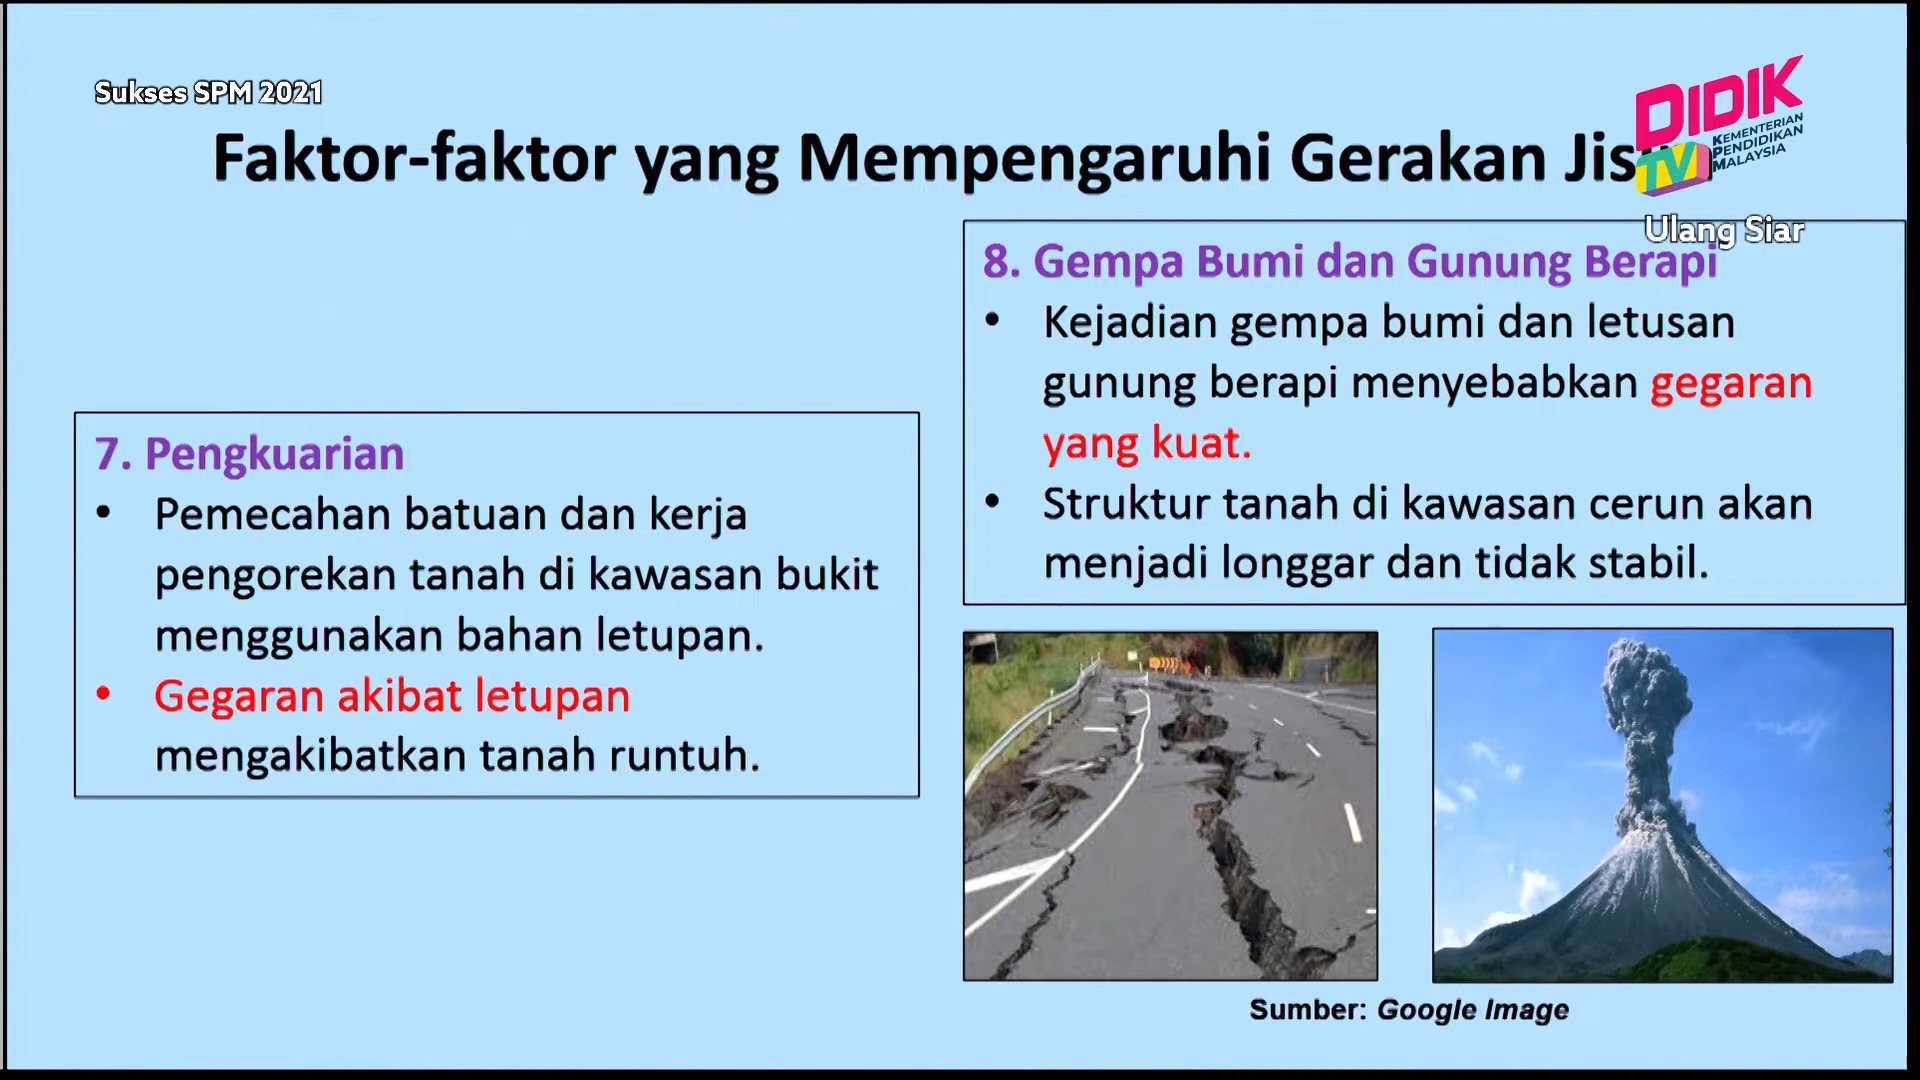 Sukses SPM 2021
DIDIK
TV
KEMENTERIAN
PENDIDIKAN
MALAYSIA
Ulang Siar
Faktor-faktor yang Mempengaruhi Gerakan
7. Pengkuarian
• Pemecahan batuan dan kerja
pengorekan tanah di kawasan bukit
menggunakan bahan letupan.
• Gegaran akibat letupan
mengakibatkan tanah runtuh.
8. Gempa Bumi dan Gunung Berapi
• Kejadian gempa bumi dan letusan
gunung berapi menyebabkan gegaran
yang kuat.
• Struktur tanah di kawasan cerun akan
menjadi longgar dan tidak stabil.
Sumber: Google Image